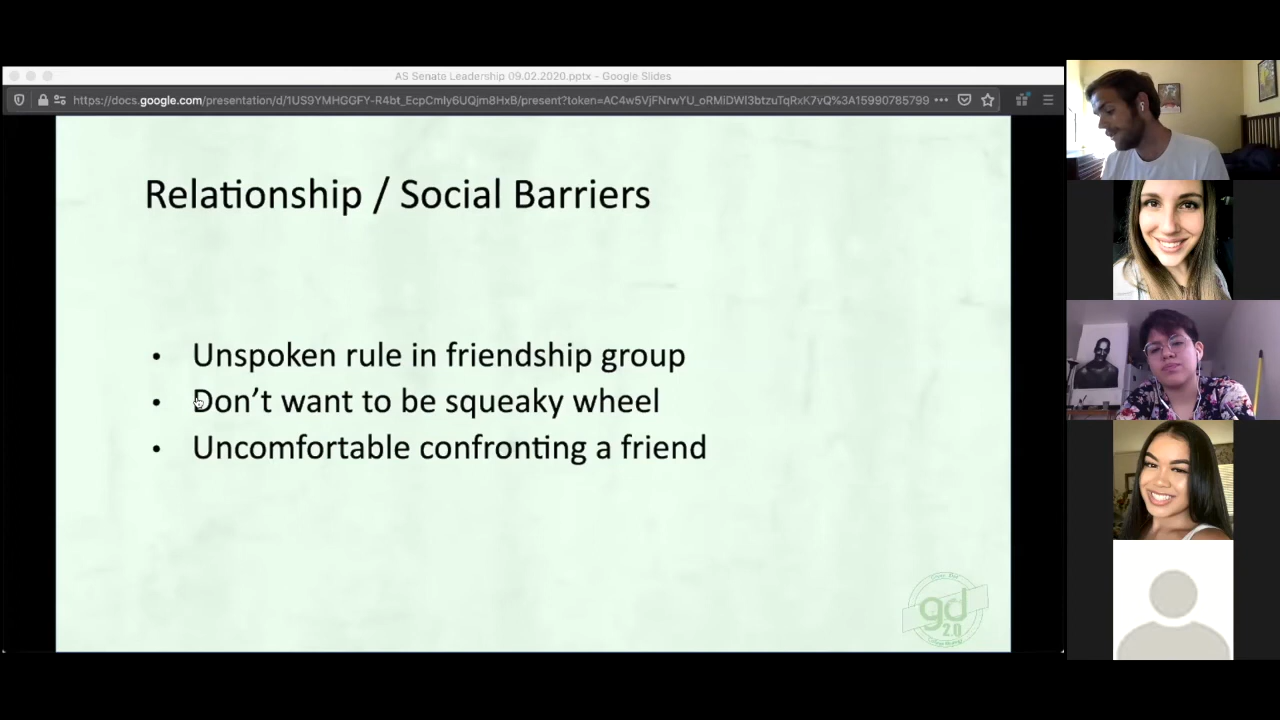 AS Senate Leadership 09.02.2020.pptx - Google Slides
https://docs.google.com/presentation/d/1US9YMHGGFY-R4bt_EcpCmIy6UQjm8HxB/present?token=AC4w5VjFNrwYU_oRMiDWI3btzuTqRxK7vQ%3A15990785799
Relationship / Social Barriers
• Unspoken rule in friendship group
• Don't want to be squeaky wheel
• Uncomfortable confronting a friend
gd
2.0